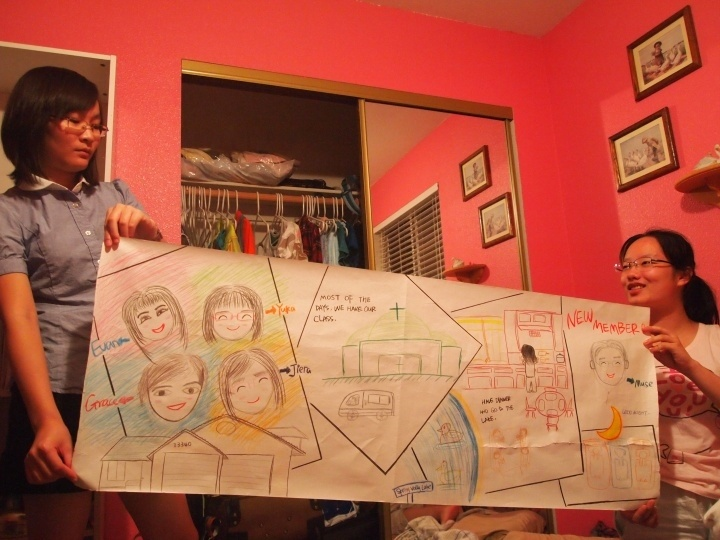 Yuka
Grace
Jiera
23380
MOST OF THE
DAYS. WE HAVE OUR
CLASS.
HAVE DINNER
AND GO TO THE
LAKE.
NEW
MEMBER